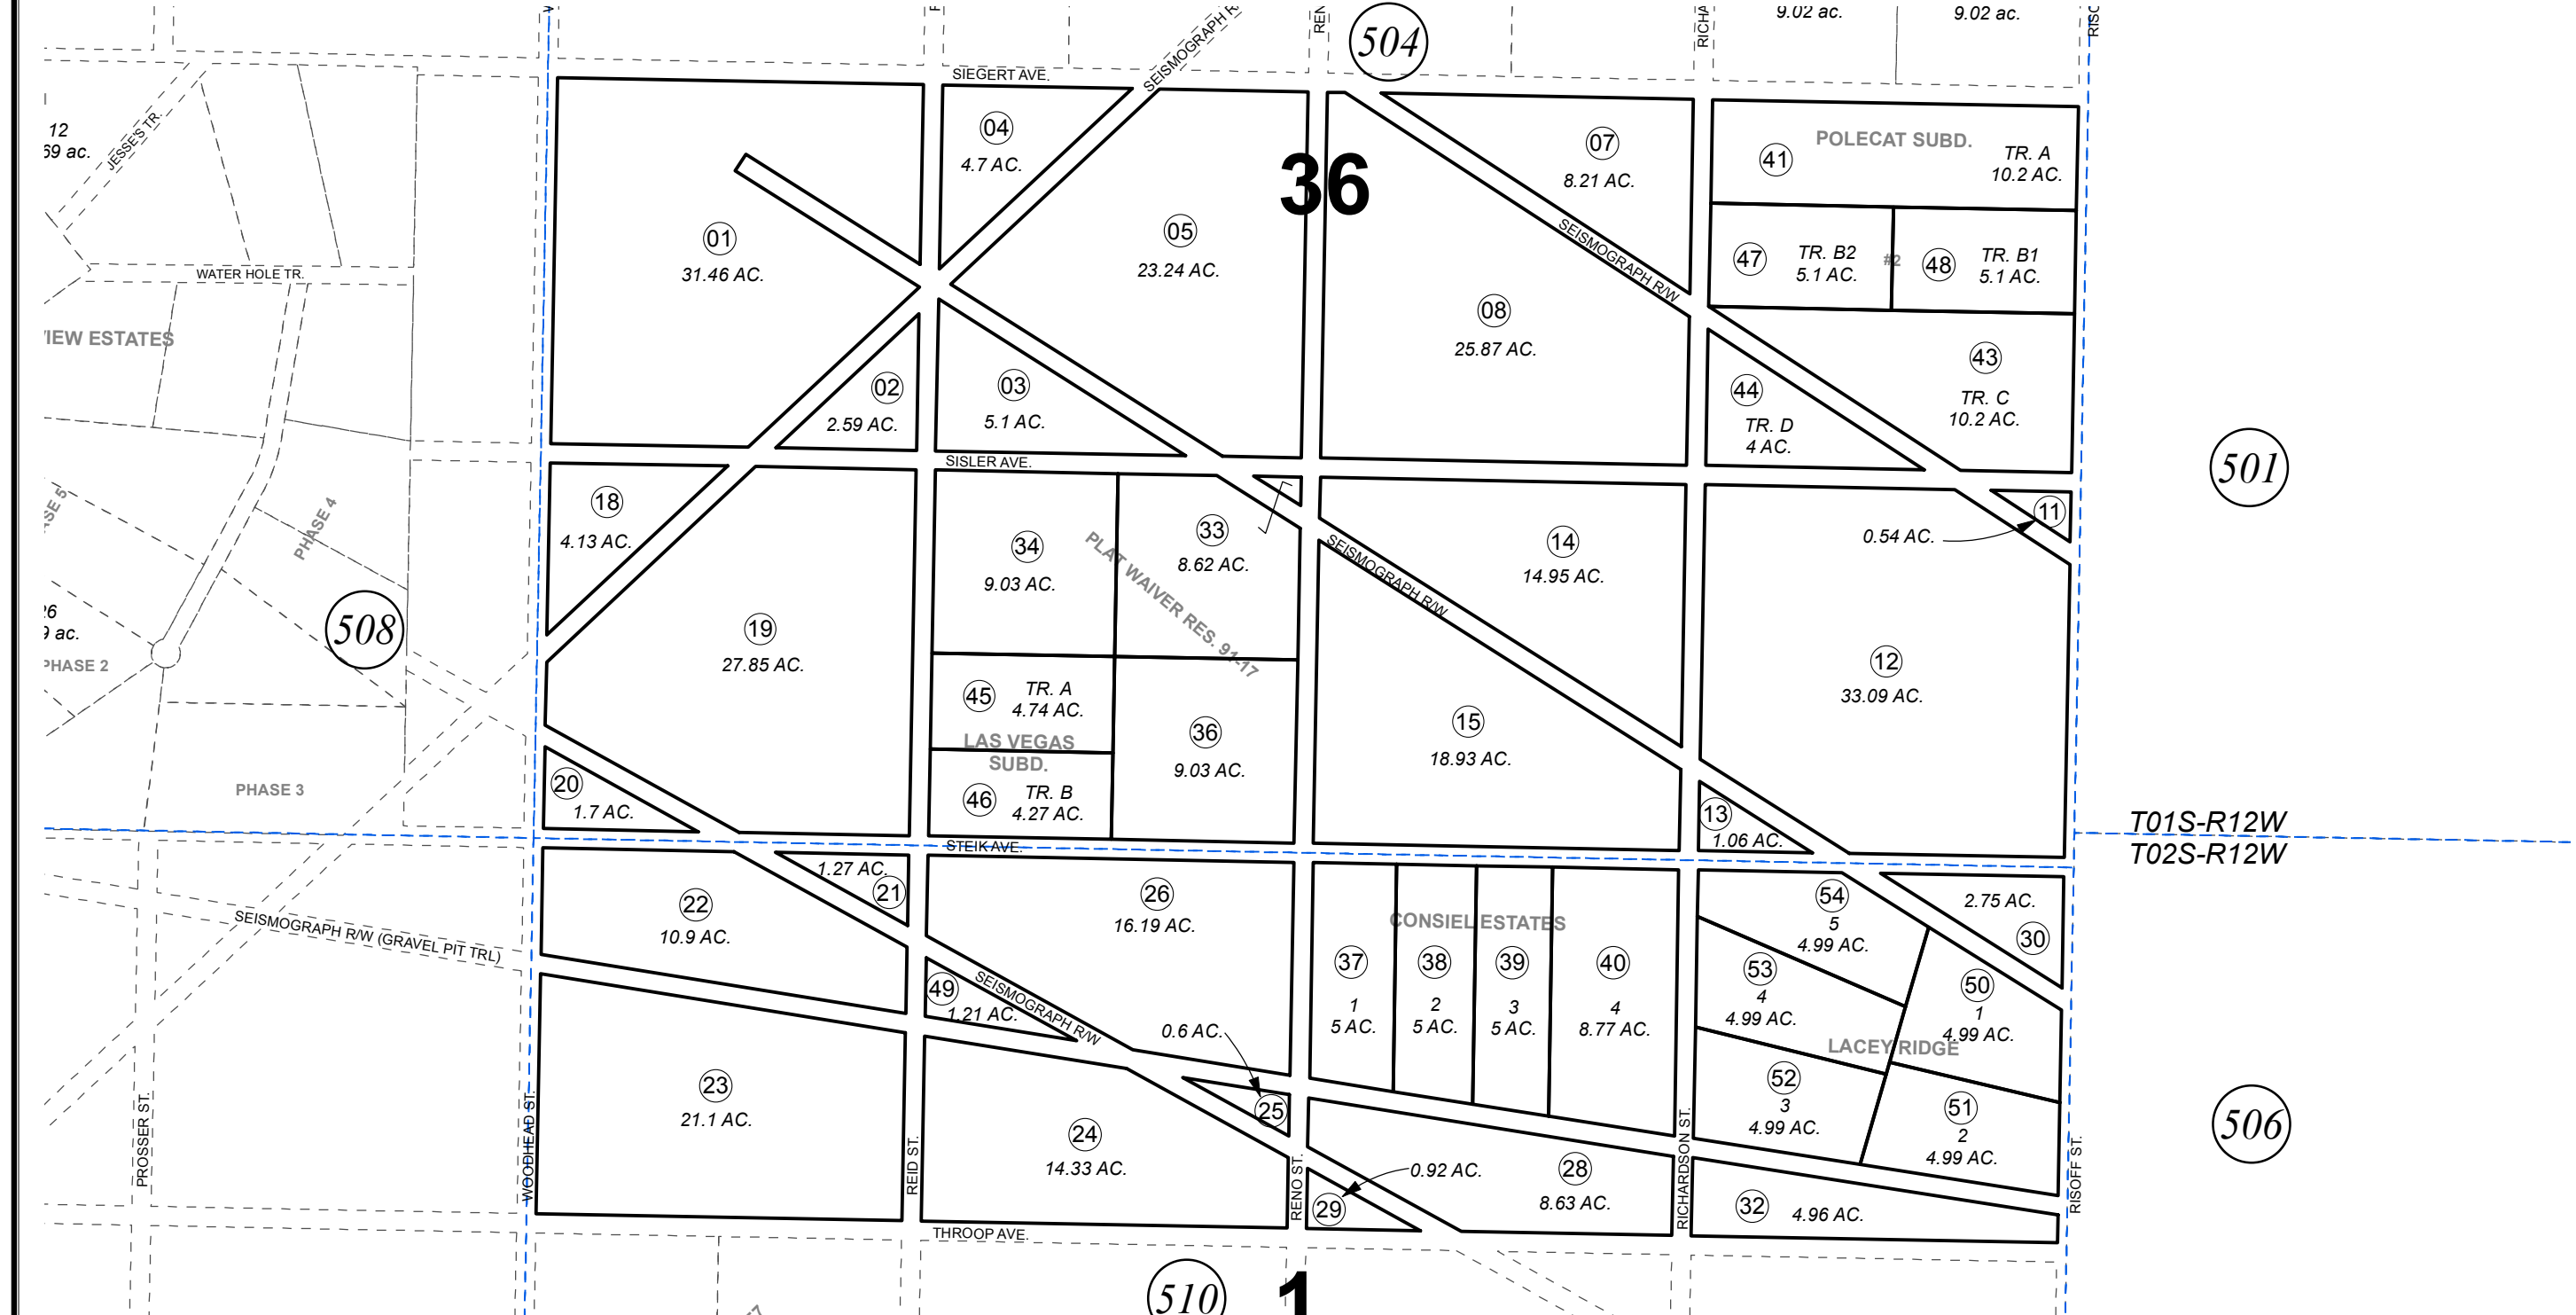 504
9.02 ac.
9.02 ac.
SIEGERT AVE.
SEISMOGRAPH R
12
69 ac.
JESSE'S TR.
04
4.7 AC.
36
07
8.21 AC.
41
POLECAT SUBD.
TR. A
10.2 AC.
01
31.46 AC.
05
23.24 AC.
SEISMOGRAPH R/W
47
TR. B2
5.1 AC.
#2
48
TR. B1
5.1 AC.
WATER HOLE TR.
08
25.87 AC.
IEW ESTATES
02
2.59 AC.
03
5.1 AC.
44
TR. D
4 AC.
43
TR. C
10.2 AC.
SISLER AVE.
501
18
4.13 AC.
34
9.03 AC.
33
8.62 AC.
PLAT WAIVER RES. 91-17
SEISMOGRAPH R/W
14
14.95 AC.
0.54 AC.
11
PHASE 4
SE 5
508
26
9 ac.
PHASE 2
19
27.85 AC.
12
33.09 AC.
45
TR. A
4.74 AC.
36
9.03 AC.
15
18.93 AC.
LAS VEGAS
SUBD.
46
TR. B
4.27 AC.
PHASE 3
20
1.7 AC.
13
1.06 AC.
T01S-R12W
T02S-R12W
STEIK AVE.
1.27 AC.
21
22
10.9 AC.
26
16.19 AC.
CONSIEL ESTATES
54
5
4.99 AC.
2.75 AC.
30
SEISMOGRAPH R/W (GRAVEL PIT TRL)
49
1.21 AC.
SEISMOGRAPH R/W
37
1
5 AC.
38
2
5 AC.
39
3
5 AC.
40
4
8.77 AC.
53
4
4.99 AC.
50
1
4.99 AC.
0.6 AC.
25
LACEY RIDGE
23
21.1 AC.
24
14.33 AC.
52
3
4.99 AC.
51
2
4.99 AC.
506
PROSSER ST.
WOODHEAD ST.
REID ST.
RENO ST.
RICHARDSON ST.
RISOFF ST.
0.92 AC.
29
28
8.63 AC.
32
4.96 AC.
THROOP AVE.
510
1